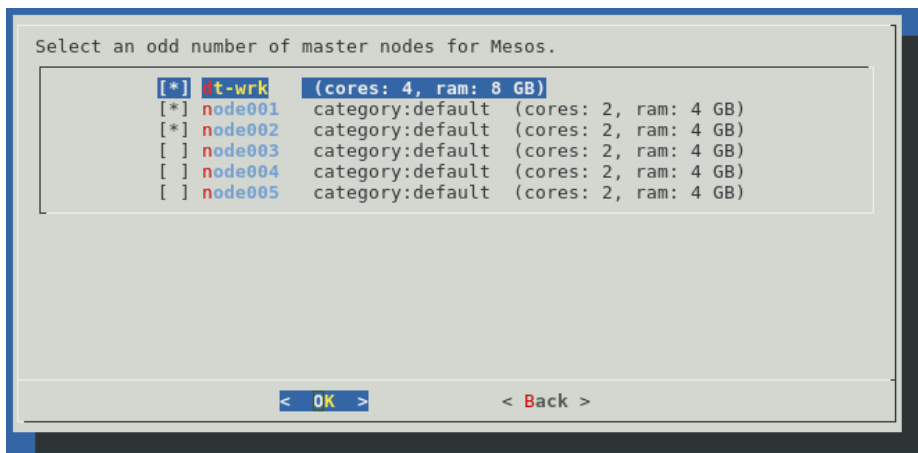 Select an odd number of master nodes for Mesos.
[*] dt-wrk (cores: 4, ram: 8 GB)
[*] node001 category:default (cores: 2, ram: 4 GB)
[*] node002 category:default (cores: 2, ram: 4 GB)
[ ] node003 category:default (cores: 2, ram: 4 GB)
[ ] node004 category:default (cores: 2, ram: 4 GB)
[ ] node005 category:default (cores: 2, ram: 4 GB)
< OK > < Back >